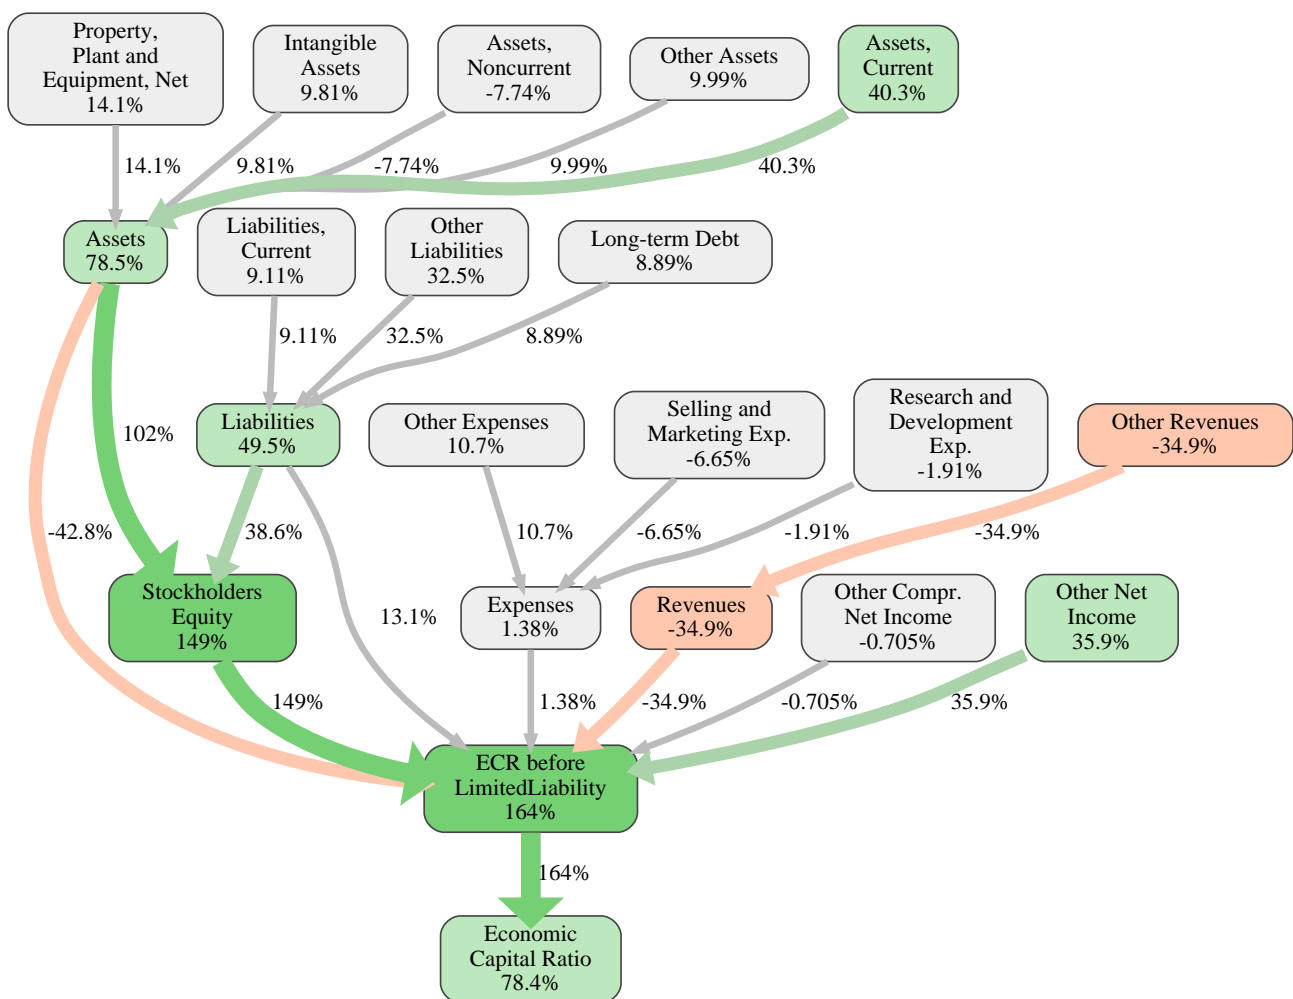 Property,
Plant and
Equipment, Net
14.1%
Intangible
Assets
9.81%
Assets,
Noncurrent
-7.74%
Other Assets
9.99%
Assets,
Current
40.3%
14.1%
9.81%
-7.74%
9.99%
40.3%
Assets
78.5%
Liabilities,
Current
9.11%
Other
Liabilities
32.5%
Long-term Debt
8.89%
9.11%
32.5%
8.89%
102%
Liabilities
49.5%
Other Expenses
10.7%
Selling and
Marketing Exp.
-6.65%
Research and
Development
Exp.
-1.91%
Other Revenues
-34.9%
-42.8%
38.6%
10.7%
-6.65%
-1.91%
-34.9%
Stockholders
Equity
149%
13.1%
Expenses
1.38%
Revenues
-34.9%
Other Compr.
Net Income
-0.705%
Other Net
Income
35.9%
149%
1.38%
-34.9%
-0.705%
35.9%
ECR before
LimitedLiability
164%
164%
Economic
Capital Ratio
78.4%